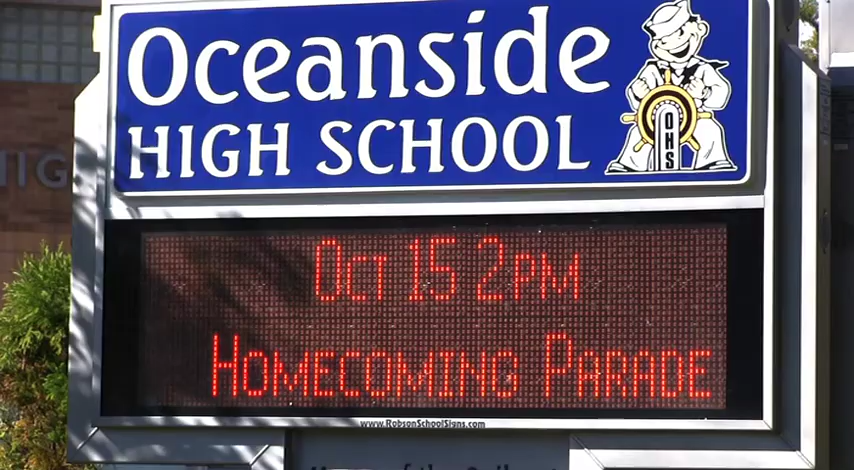 Oceanside
HIGH SCHOOL
OHS
Oct 15 2pm
Homecoming Parade
www.RobsonSchoolSigns.com